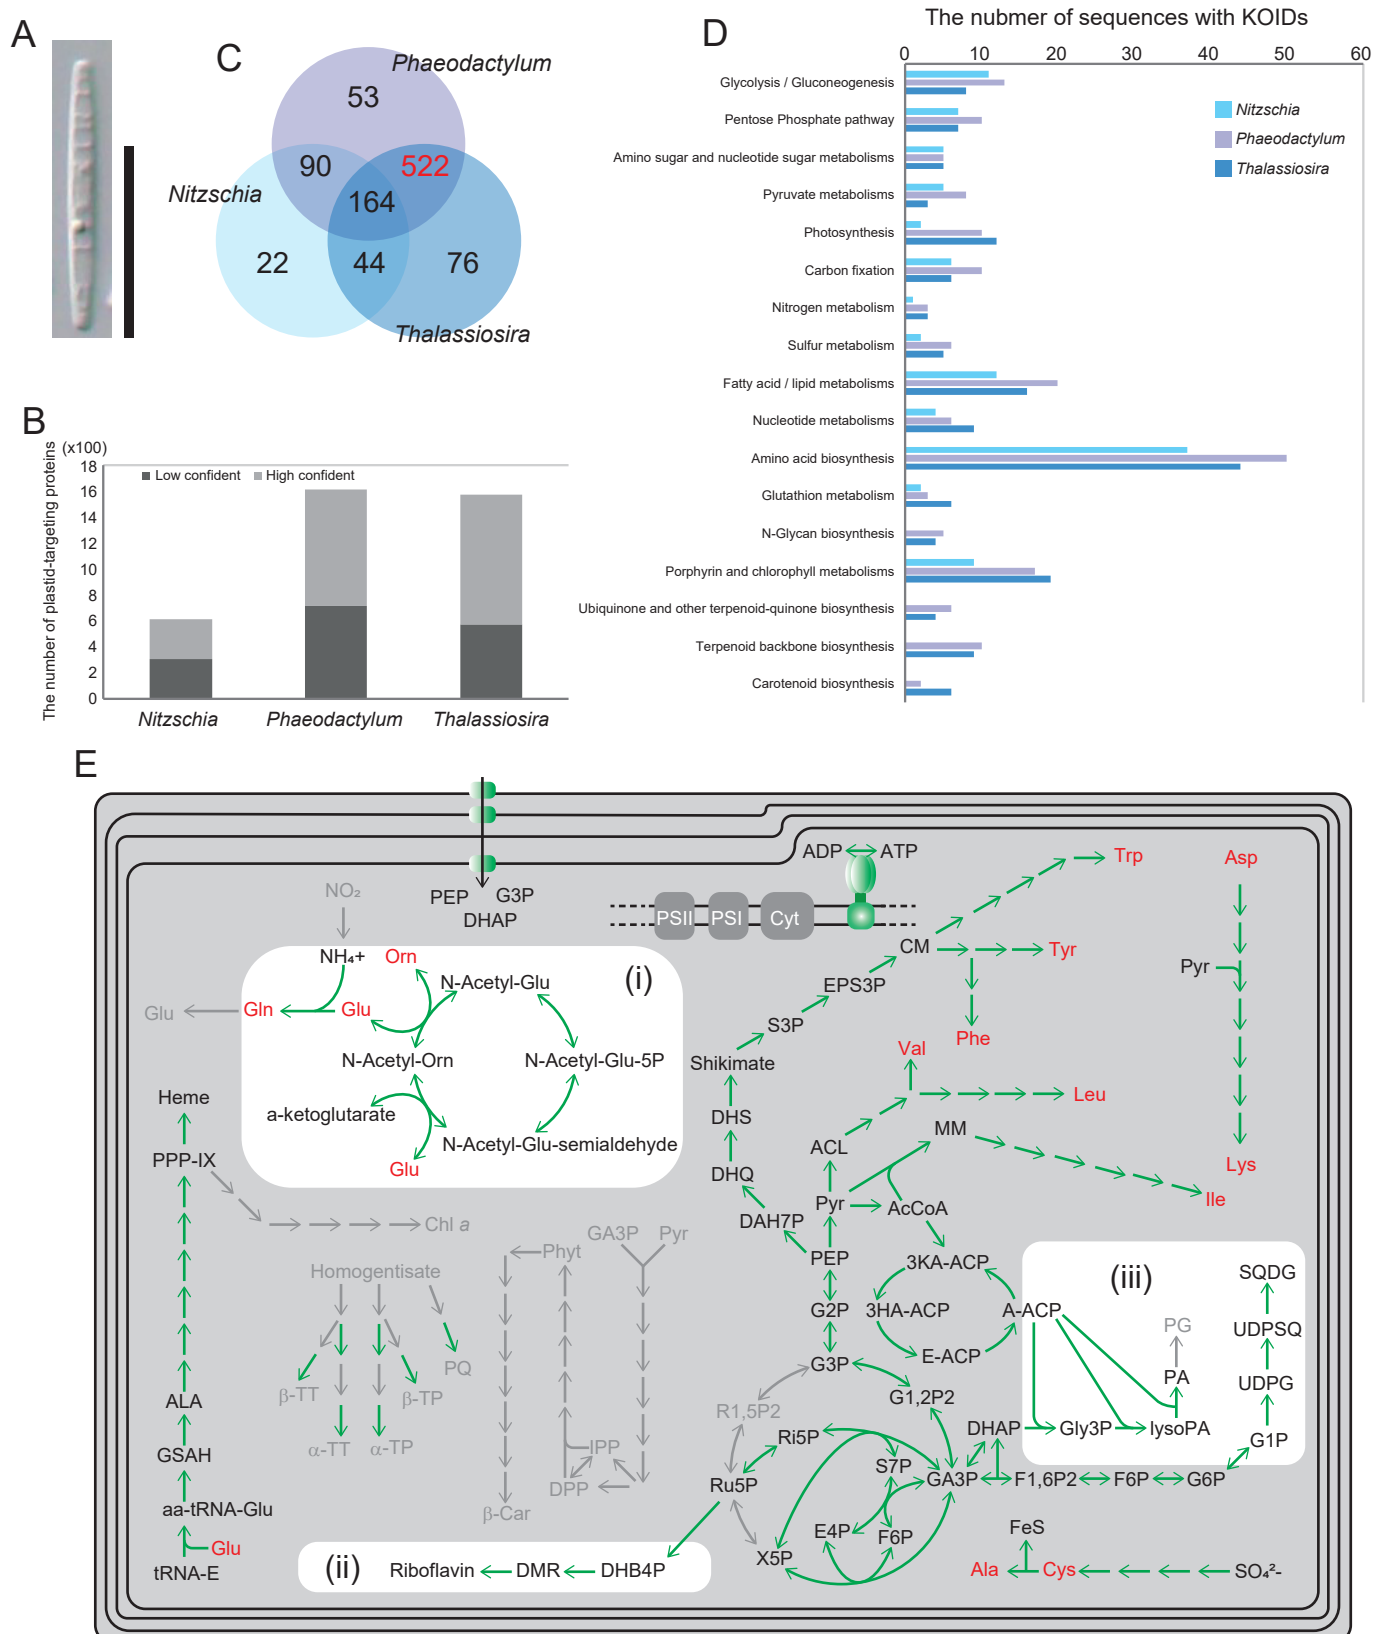 A
C
Phaeodactylum
53
90
522
164
Nitzschia
22
44
76
Thalassiosira
B
(x100)
The number of plastid-targeting proteins
18
16
14
12
10
8
6
4
2
0
Low confident
High confident
Nitzschia
Phaeodactylum
Thalassiosira
D
The nubmer of sequences with KOIDs
0
10
20
30
40
50
60
Nitzschia
Phaeodactylum
Thalassiosira
Glycolysis / Gluconeogenesis
Pentose Phosphate pathway
Amino sugar and nucleotide sugar metabolisms
Pyruvate metabolisms
Photosynthesis
Carbon fixation
Nitrogen metabolism
Sulfur metabolism
Fatty acid / lipid metabolisms
Nucleotide metabolisms
Amino acid biosynthesis
Glutathion metabolism
N-Glycan biosynthesis
Porphyrin and chlorophyll metabolisms
Ubiquinone and other terpenoid-quinone biosynthesis
Terpenoid backbone biosynthesis
Carotenoid biosynthesis
E
PEP
G3P
DHAP
ADP
ATP
PSII
PSI
Cyt
NO₂
NH₄+
Glu
Gln
Glu
Orn
(i)
N-Acetyl-Glu
N-Acetyl-Orn
N-Acetyl-Glu-5P
a-ketoglutarate
N-Acetyl-Glu-semialdehyde
Glu
Trp
Asp
CM
Tyr
Pyr
EPS3P
S3P
Phe
Shikimate
Val
Leu
DHS
MM
ACL
Lys
DHQ
Ile
Pyr
AcCoA
DAH7P
PEP
3KA-ACP
G2P
3HA-ACP
A-ACP
E-ACP
G3P
G1,2P2
R1,5P2
Heme
PPP-IX
Chl a
Homogentisate
β-TT
α-TT
α-TP
β-TP
PQ
Phyt
GA3P
Pyr
IPP
DPP
β-Car
ALA
GSAH
aa-tRNA-Glu
Glu
tRNA-E
(iii)
SQDG
PG
UDPSQ
PA
UDPG
DHAP
Gly3P
lysoPA
G1P
Ri5P
S7P
GA3P
F1,6P2
F6P
G6P
Ru5P
E4P
F6P
X5P
(ii)
Riboflavin
DMR
DHB4P
FeS
Ala
Cys
SO₄²-